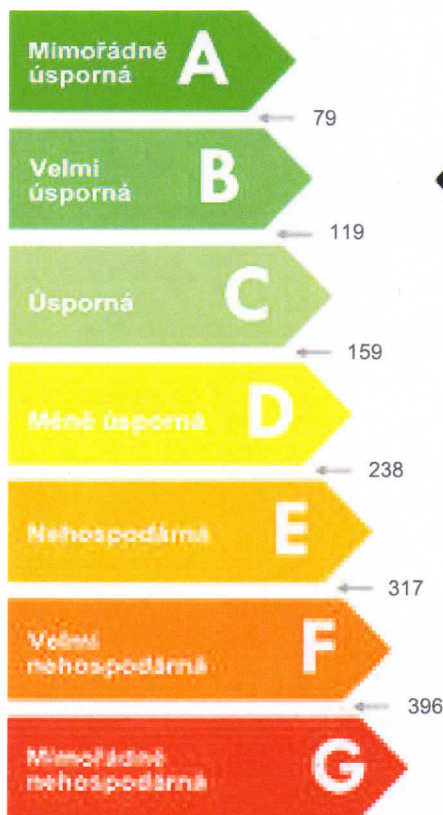 Mimořádně
úsporná
A
79
Velmi
úsporná
B
119
Úsporná
C
159
Méně úsporná
D
238
Nehospodárná
E
317
Velmi
nehospodárná
F
396
Mimořádně
nehospodárná
G